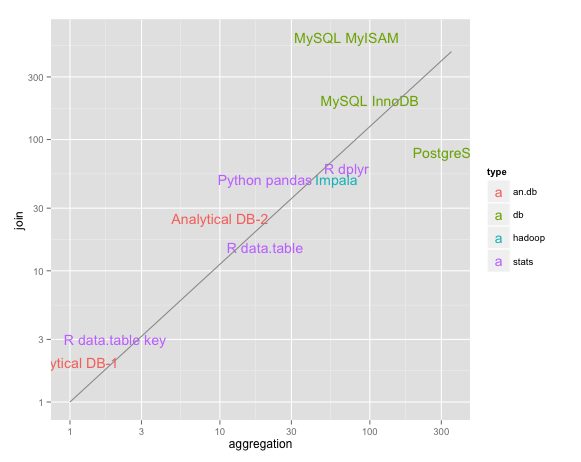 MySQL MyISAM
300
MySQL InnoDB
100
PostgreS
R dplyr
Python pandas Impala
30
Analytical DB-2
R data.table
10
3
R data.table key
ytical DB-1
1
1 3 10 30 100 300
aggregation
join
type
a an.db
a db
a hadoop
a stats